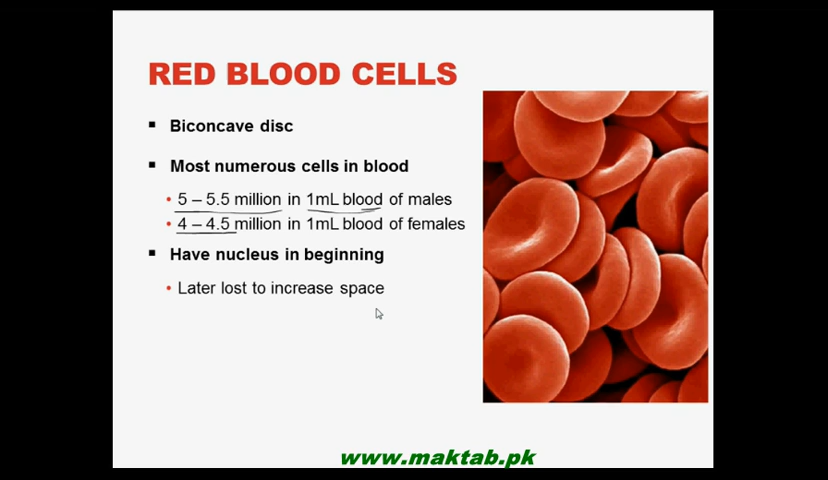 RED BLOOD CELLS
▪ Biconcave disc
▪ Most numerous cells in blood
• 5 – 5.5 million in 1mL blood of males
• 4 – 4.5 million in 1mL blood of females
▪ Have nucleus in beginning
• Later lost to increase space
www.maktab.pk